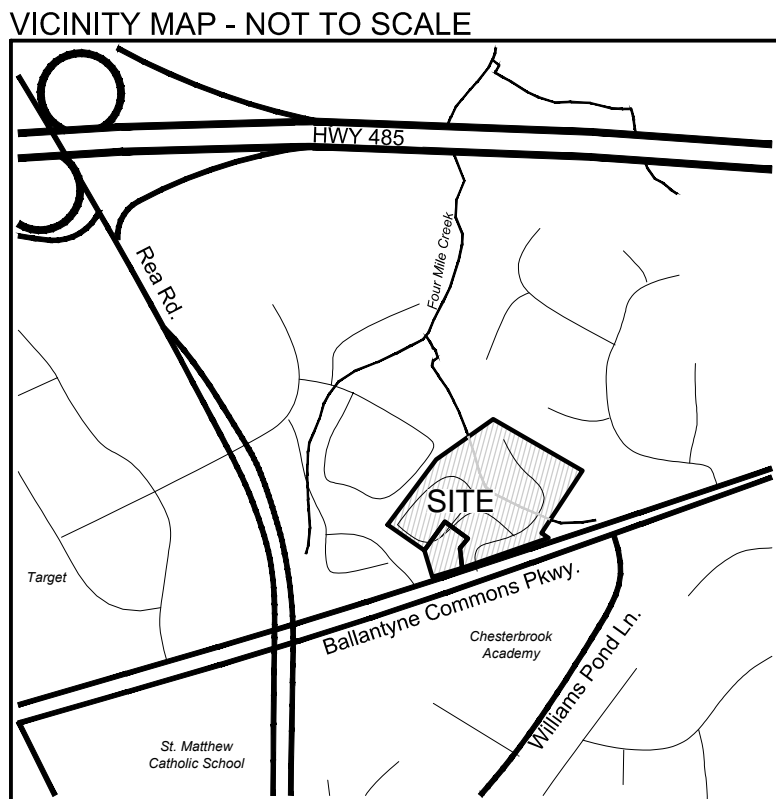 VICINITY MAP - NOT TO SCALE
HWY 485
Rea Rd.
Four Mile Creek
SITE
Target
Ballantyne Commons Pkwy.
Chesterbrook
Academy
Williams Pond Ln.
St. Matthew
Catholic School